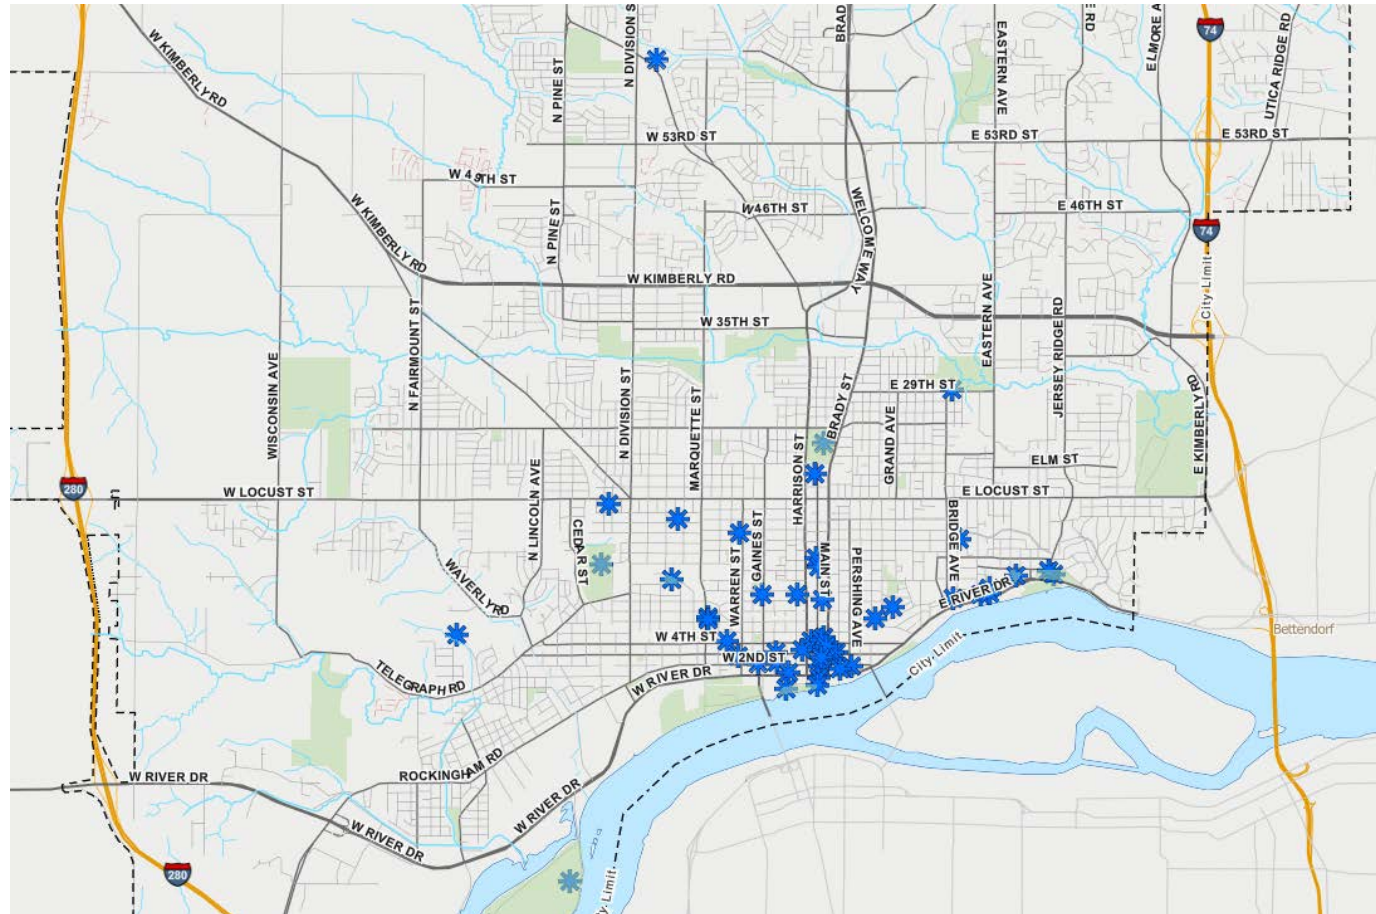 W KIMBERLY RD
N PINE ST
N DIVISION S
BRAD
EASTERN AVE
E RD
ELMORE A
74
UTICA RIDGE RD
W 53RD ST
E 53RD ST
E 53RD ST
W 49TH ST
W KIMBERLY RD
N PINE ST
W 46TH ST
WELCOME WAY
E 46TH ST
74
W KIMBERLY RD
City Limit
N FAIRMOUNT ST
W 35TH ST
EASTERN AVE
JERSEY RIDGE RD
WISCONSIN AVE
N DIVISION ST
MARQUETTE ST
HARRISON ST
BRADY ST
E 29TH ST
GRAND AVE
E KIMBERLY RD
ELM ST
280
W LOCUST ST
E LOCUST ST
N LINCOLN AVE
CEDAR ST
WARREN ST
GAINES ST
MAIN ST
PERSHING AVE
BRIDGE AVE
WAVERLY RD
E RIVER DR
W 4TH ST
Bettendorf
TELEGRAPH RD
W 2ND ST
City Limit
W RIVER DR
W RIVER DR
ROCKINGHAM RD
W RIVER DR
W RIVER DR
280
ty Limit